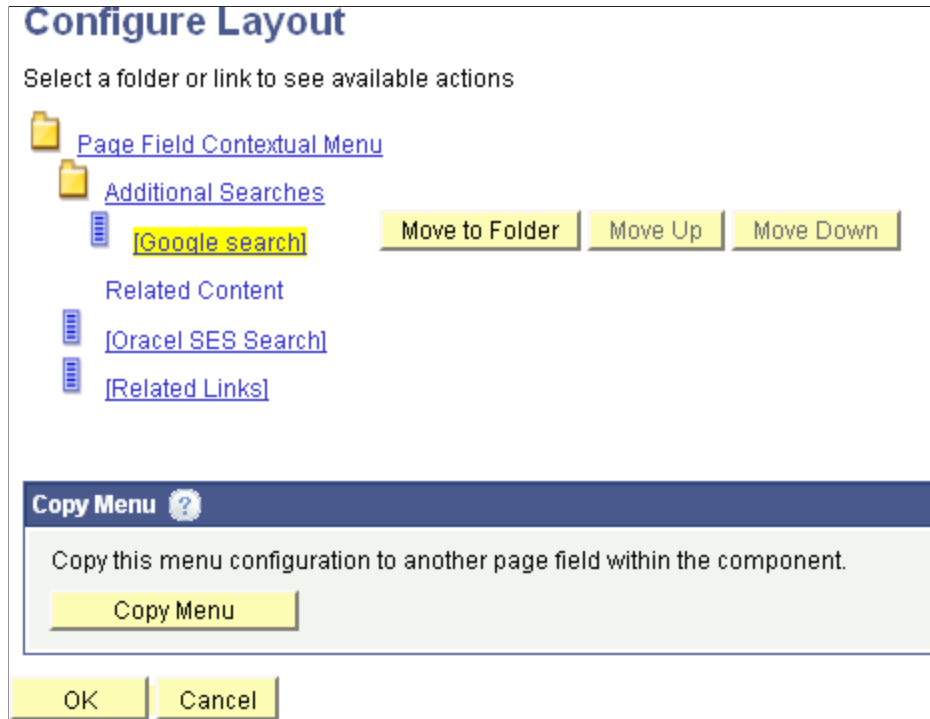 Configure Layout
Select a folder or link to see available actions
Page Field Contextual Menu
Additional Searches
[Google search] Move to Folder Move Up Move Down
Related Content
[Oracel SES Search]
[Related Links]
Copy Menu ?
Copy this menu configuration to another page field within the component.
Copy Menu
OK Cancel